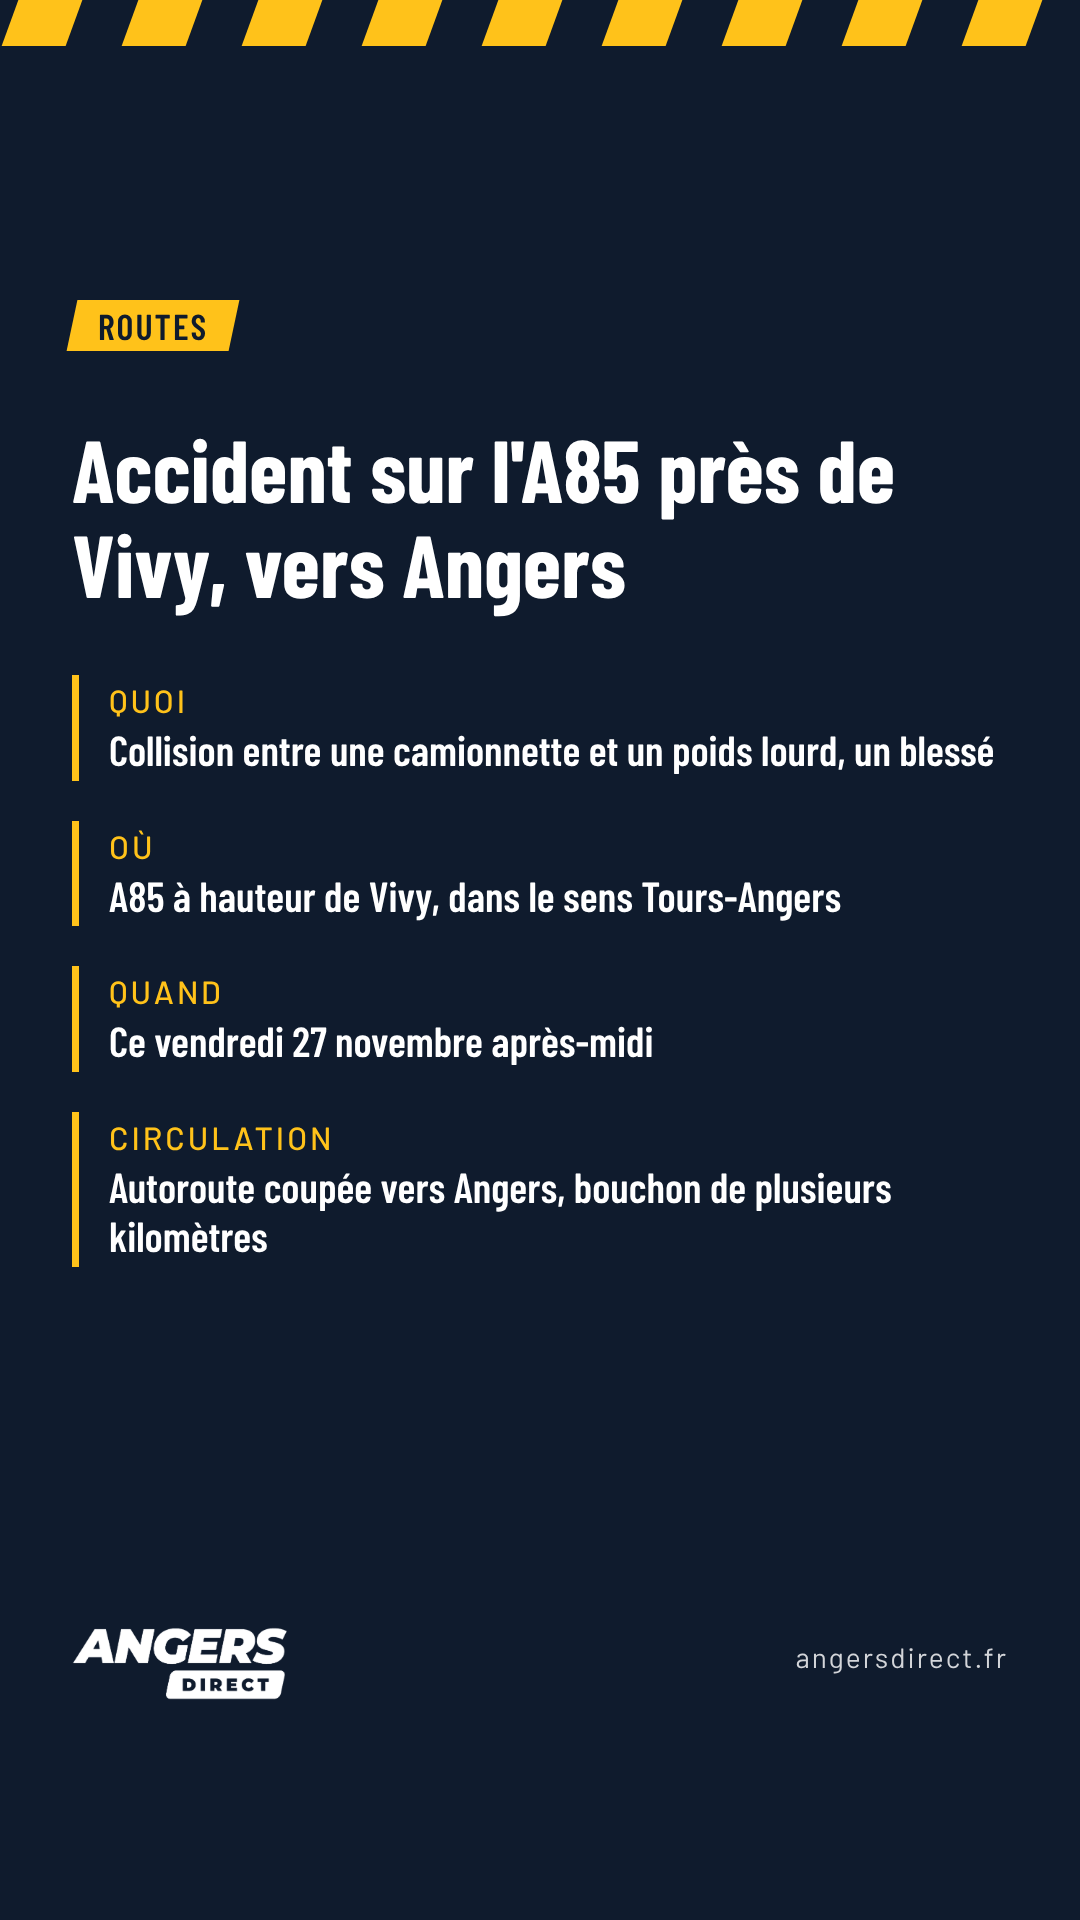 ROUTES
Accident sur l'A85 près de
Vivy, vers Angers
QUOI
Collision entre une camionnette et un poids lourd, un blessé
OÙ
A85 à hauteur de Vivy, dans le sens Tours-Angers
QUAND
Ce vendredi 27 novembre après-midi
CIRCULATION
Autoroute coupée vers Angers, bouchon de plusieurs
kilomètres
ANGERS
DIRECT
angersdirect.fr